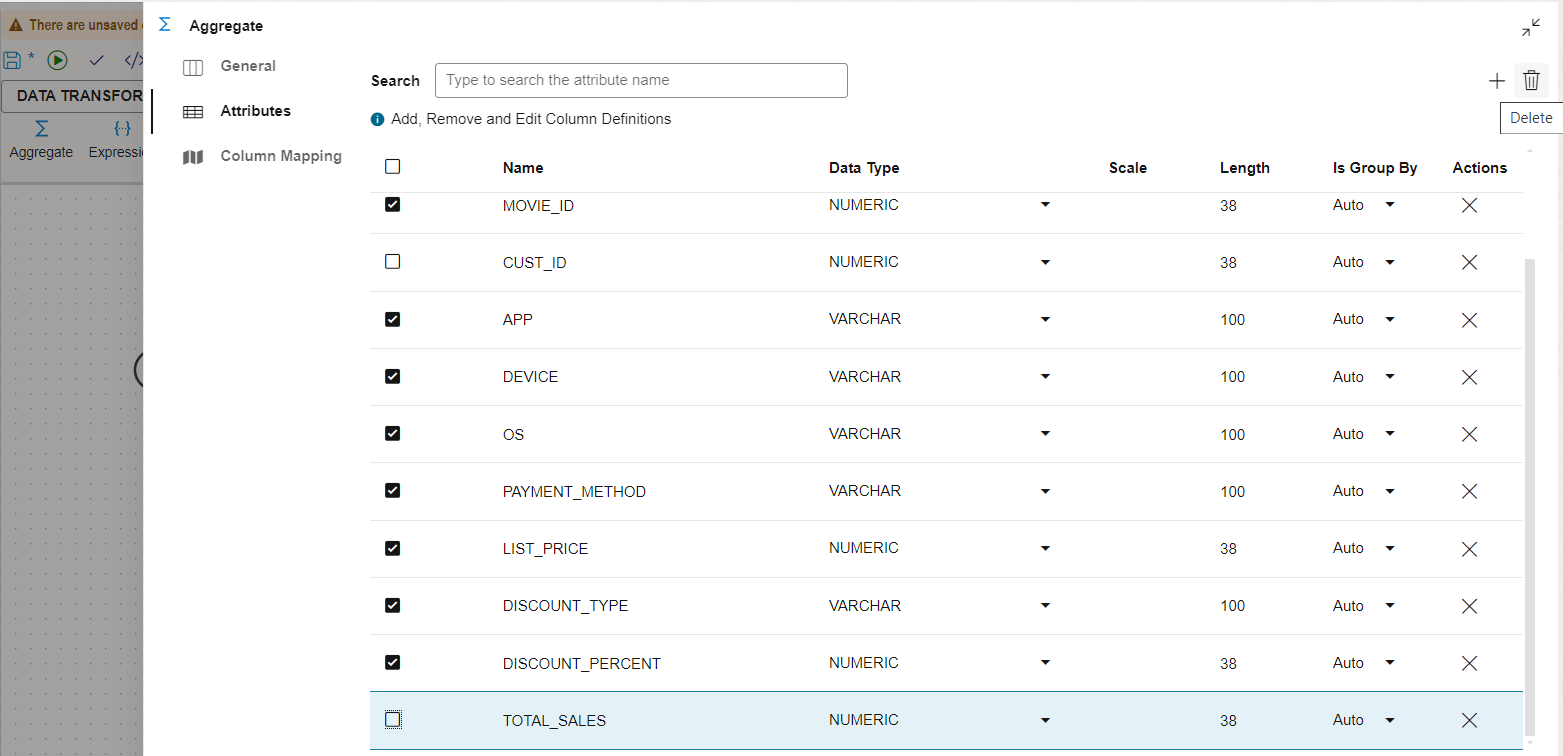 There are unsaved
Aggregate
DATA TRANSFOR
Aggregate Expressi
General
Attributes
Column Mapping
Search Type to search the attribute name
Delete
Add, Remove and Edit Column Definitions
Name Data Type Scale Length Is Group By Actions
MOVIE_ID NUMERIC 38 Auto
CUST_ID NUMERIC 38 Auto
APP VARCHAR 100 Auto
DEVICE VARCHAR 100 Auto
OS VARCHAR 100 Auto
PAYMENT_METHOD VARCHAR 100 Auto
LIST_PRICE NUMERIC 38 Auto
DISCOUNT_TYPE VARCHAR 100 Auto
DISCOUNT_PERCENT NUMERIC 38 Auto
TOTAL_SALES NUMERIC 38 Auto